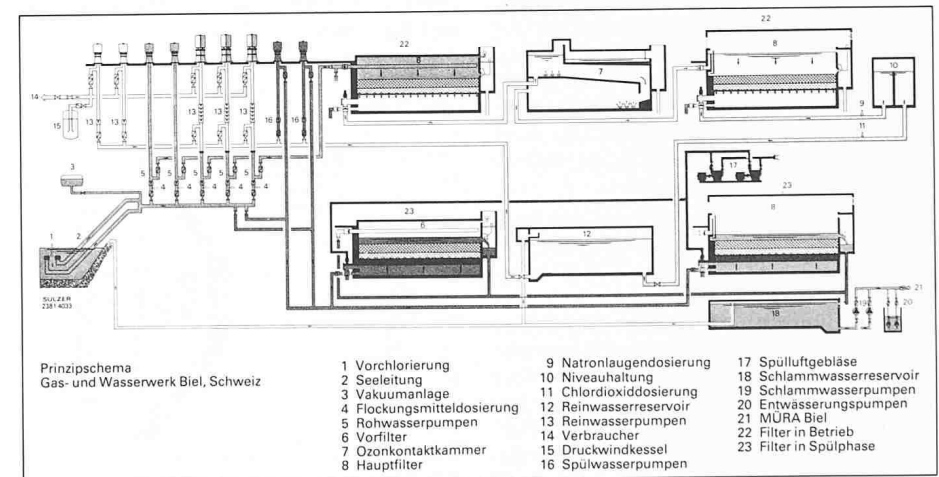 22
22
8
8
7
10
14
9
15
13
13
13
13
13
16
16
11
3
5
5
5
5
5
17
4
4
4
4
4
23
23
6
12
8
1
2
SULZER
2381 4033
18
19
20
21
Prinzipschema
Gas- und Wasserwerk Biel, Schweiz
1 Vorchlorierung
2 Seeleitung
3 Vakuumanlage
4 Flockungsmitteldosierung
5 Rohwasserpumpen
6 Vorfilter
7 Ozonkontaktkammer
8 Hauptfilter
9 Natronlaugendosierung
10 Niveauhaltung
11 Chlordioxiddosierung
12 Reinwasserreservoir
13 Reinwasserpumpen
14 Verbraucher
15 Druckwindkessel
16 Spülwasserpumpen
17 Spülluftgebläse
18 Schlammwasserreservoir
19 Schlammwasserpumpen
20 Entwässerungspumpen
21 MÜRA Biel
22 Filter in Betrieb
23 Filter in Spülphase